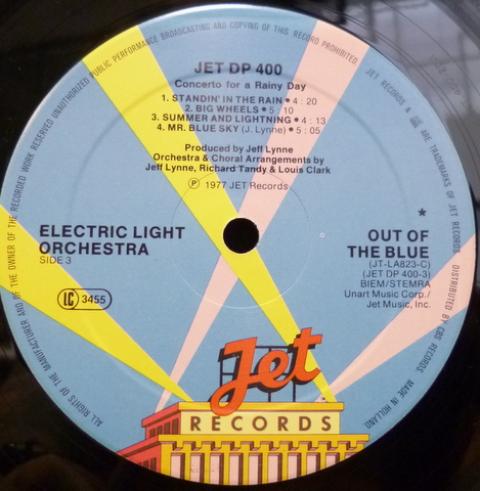 ALL RIGHTS OF THE MANUFACTURER AND OF THE OWNER OF THE RECORDED WORK RESERVED UNAUTHORIZED PUBLIC PERFORMANCE BROADCASTING AND COPYING OF THIS RECORD PROHIBITED
JET RECORDS & ARE TRADEMARKS OF JET RECORDS. DISTRIBUTED BY CBS RECORDS. MADE IN HOLLAND
JET DP 400
Concerto for a Rainy Day
1. STANDIN' IN THE RAIN • 4 : 20
2. BIG WHEELS • 5 : 10
3. SUMMER AND LIGHTNING • 4 : 13
4. MR. BLUE SKY (J. Lynne) • 5 : 05
Produced by Jeff Lynne
Orchestra & Choral Arrangements by
Jeff Lynne, Richard Tandy & Louis Clark
℗ 1977 JET Records
ELECTRIC LIGHT
ORCHESTRA
SIDE 3
LC 3455
★
OUT OF
THE BLUE
(JT-LA823-C)
(JET DP 400-3)
BIEM/STEMRA
Unart Music Corp./
Jet Music, Inc.
Jet
RECORDS